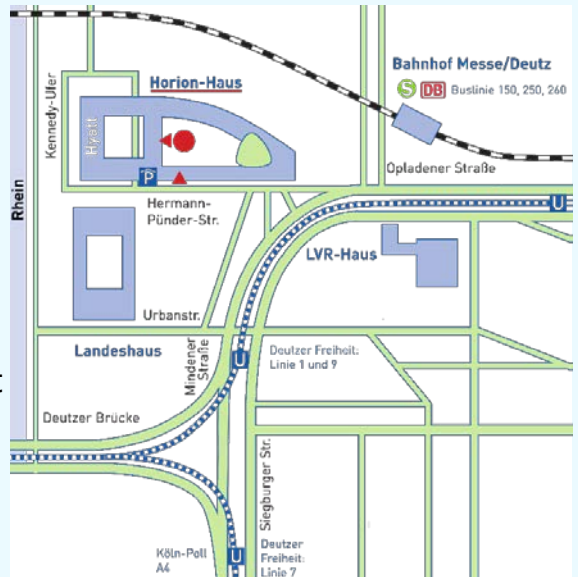 Bahnhof Messe/Deutz
S DB Buslinie 150, 250, 260
Horion-Haus
Kennedy-Ufer
Hyatt
P
Opladener Straße
Rhein
Hermann-
Pünder-Str.
U
LVR-Haus
Urbanstr.
Landeshaus
Mindener
Straße
U
Deutzer Freiheit:
Linie 1 und 9
Deutzer Brücke
Siegburger Str.
Köln-Poll
A4
U
Deutzer
Freiheit:
Linie 7